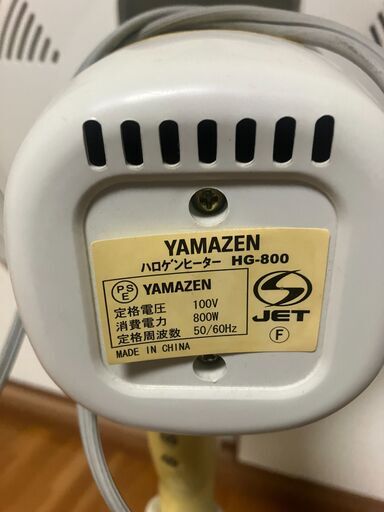 YAMAZEN
ハロゲンヒーター HG-800
PSE YAMAZEN
定格電圧 100V
消費電力 800W
定格周波数 50/60Hz
MADE IN CHINA
S JET
F